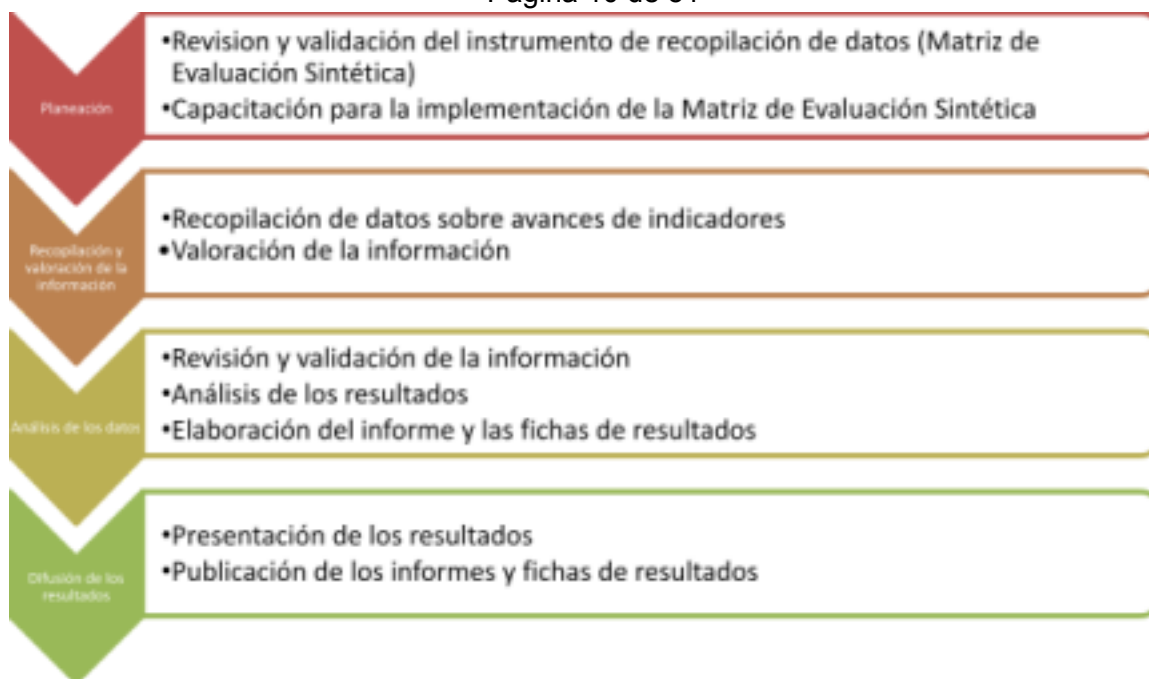 Planeación
•Revision y validación del instrumento de recopilación de datos (Matriz de
Evaluación Sintética)
•Capacitación para la implementación de la Matriz de Evaluación Sintética
Recopilación y
valoración de la
información
•Recopilación de datos sobre avances de indicadores
•Valoración de la información
Análisis de los datos
•Revisión y validación de la información
•Análisis de los resultados
•Elaboración del informe y las fichas de resultados
Difusión de los
resultados
•Presentación de los resultados
•Publicación de los informes y fichas de resultados